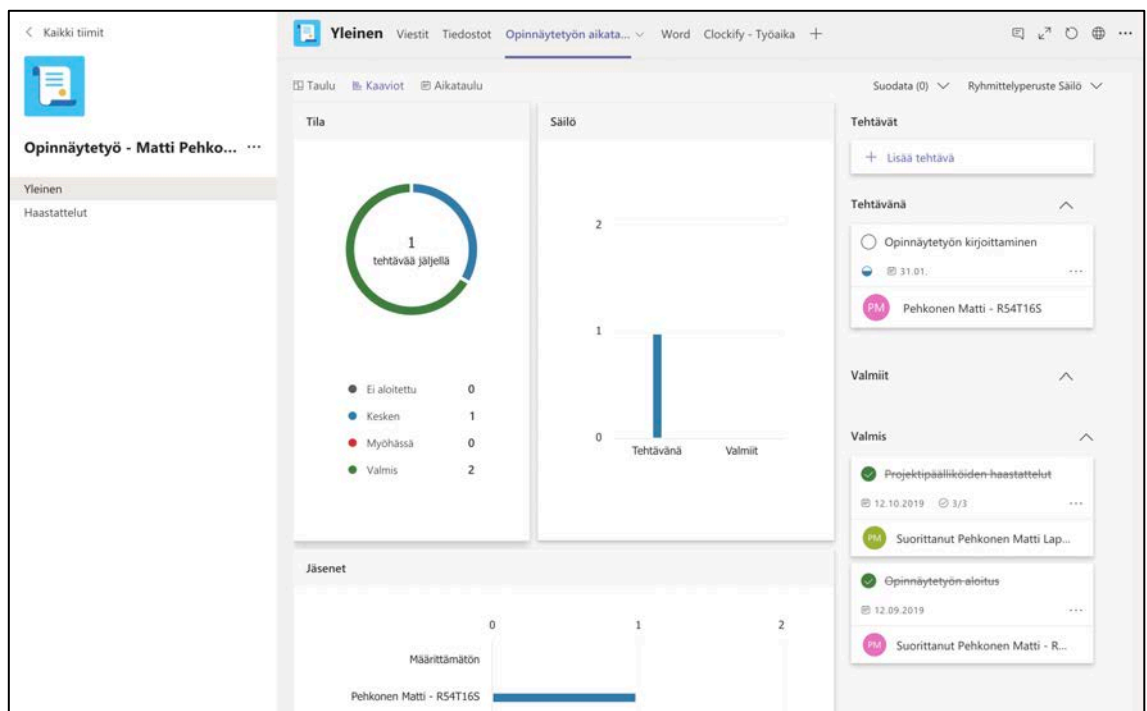 Kaikki tiimit
Opinnäytetyö - Matti Pehko... ...
Yleinen
Haastattelut
Yleinen Viestit Tiedostot Opinnäytetyön aikata... Word Clockify - Työaika +
Taulu Kaaviot Aikataulu
Suodata (0) Ryhmittelyperuste Säilö
Tila
1
tehtävää jäljellä
Ei aloitettu 0
Kesken 1
Myöhässä 0
Valmis 2
Säilö
2
1
0
Tehtävänä Valmiit
Jäsenet
0 1 2
Määrittämätön
Pehkonen Matti - R54T16S
Tehtävät
+ Lisää tehtävä
Tehtävänä
Opinnäytetyön kirjoittaminen
31.01. ...
PM Pehkonen Matti - R54T16S
Valmiit
Valmis
Projektipäälliköiden haastattelut
12.10.2019 3/3 ...
PM Suorittanut Pehkonen Matti Lap...
Opinnäytetyön aloitus
12.09.2019 ...
PM Suorittanut Pehkonen Matti - R...